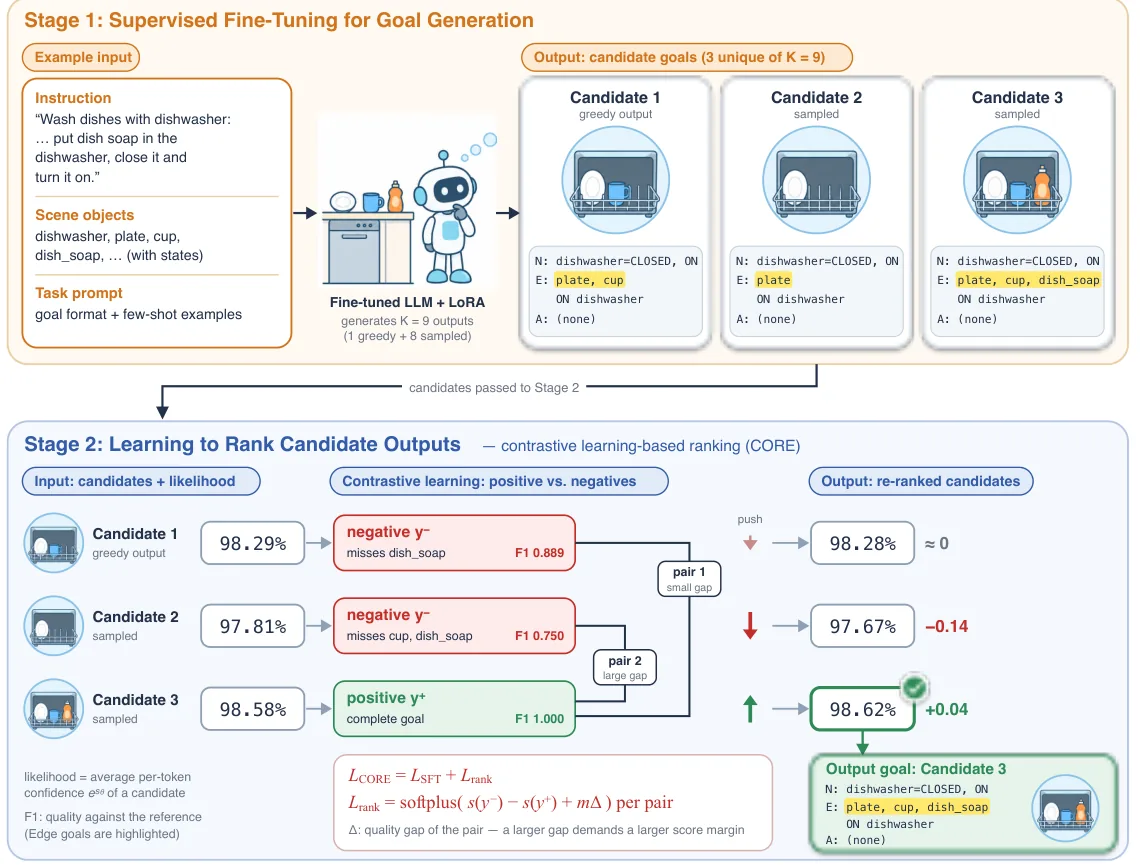 Stage 1: Supervised Fine-Tuning for Goal Generation
Example input
Instruction
“Wash dishes with dishwasher:
… put dish soap in the
dishwasher, close it and
turn it on.”
Scene objects
dishwasher, plate, cup,
dish_soap, … (with states)
Task prompt
goal format + few-shot examples
Fine-tuned LLM + LoRA
generates K = 9 outputs
(1 greedy + 8 sampled)
Output: candidate goals (3 unique of K = 9)
Candidate 1
greedy output
N: dishwasher=CLOSED, ON
E: plate, cup
ON dishwasher
A: (none)
Candidate 2
sampled
N: dishwasher=CLOSED, ON
E: plate
ON dishwasher
A: (none)
Candidate 3
sampled
N: dishwasher=CLOSED, ON
E: plate, cup, dish_soap
ON dishwasher
A: (none)
candidates passed to Stage 2
Stage 2: Learning to Rank Candidate Outputs — contrastive learning-based ranking (CORE)
Input: candidates + likelihood
Contrastive learning: positive vs. negatives
Output: re-ranked candidates
Candidate 1
greedy output
98.29%
negative y⁻
misses dish_soap F1 0.889
pair 1
small gap
push
98.28% ≈ 0
Candidate 2
sampled
97.81%
negative y⁻
misses cup, dish_soap F1 0.750
pair 2
large gap
97.67% −0.14
Candidate 3
sampled
98.58%
positive y⁺
complete goal F1 1.000
98.62% +0.04
likelihood = average per-token
confidence e^{sθ} of a candidate
F1: quality against the reference
(Edge goals are highlighted)
L_CORE = L_SFT + L_rank
L_rank = softplus( s(y⁻) − s(y⁺) + mΔ ) per pair
Δ: quality gap of the pair — a larger gap demands a larger score margin
Output goal: Candidate 3
N: dishwasher=CLOSED, ON
E: plate, cup, dish_soap
ON dishwasher
A: (none)